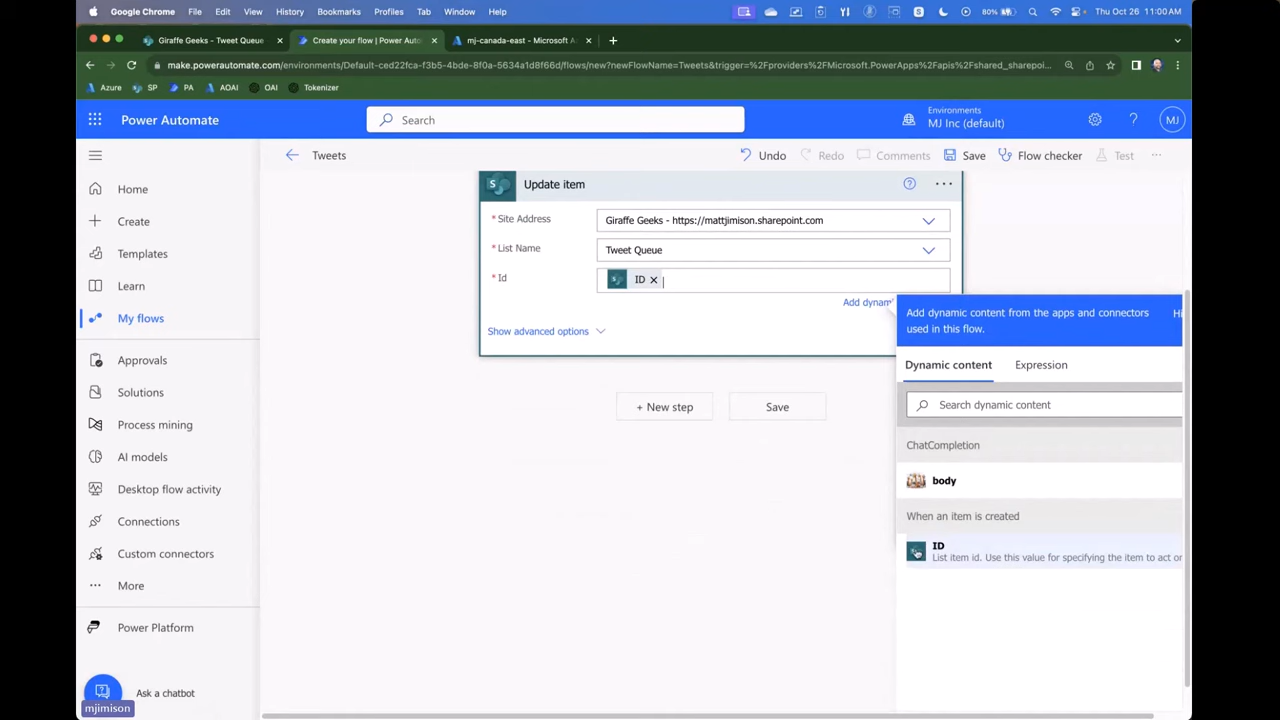 Google Chrome File Edit View History Bookmarks Profiles Tab Window Help 80% Thu Oct 26 11:00AM
Giraffe Geeks - Tweet Queue
Create your flow | Power Auto
mj-canada-east - Microsoft A
make.powerautomate.com/environments/Default-ced22fca-f3b5-4bde-8f0a-5634a1d8f66d/flows/new?newFlowName=Tweets&trigger=%2Fproviders%2FMicrosoft.PowerApps%2Fapis%2Fshared_sharepoi...
Azure SP PA AOAI OAI Tokenizer
Power Automate
Search
Environments
MJ Inc (default)
MJ
Tweets
Undo Redo Comments Save Flow checker Test
Home
Create
Templates
Learn
My flows
Approvals
Solutions
Process mining
AI models
Desktop flow activity
Connections
Custom connectors
More
Power Platform
Ask a chatbot
mjimison
Update item
* Site Address
Giraffe Geeks - https://mattjimison.sharepoint.com
* List Name
Tweet Queue
* Id
ID
Add dynami
Show advanced options
+ New step
Save
Add dynamic content from the apps and connectors
used in this flow.
Hi
Dynamic content
Expression
Search dynamic content
ChatCompletion
body
When an item is created
ID
List item id. Use this value for specifying the item to act on